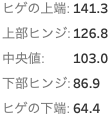 ヒゲの上端: 141.3
上部ヒンジ: 126.8
中央値: 103.0
下部ヒンジ: 86.9
ヒゲの下端: 64.4